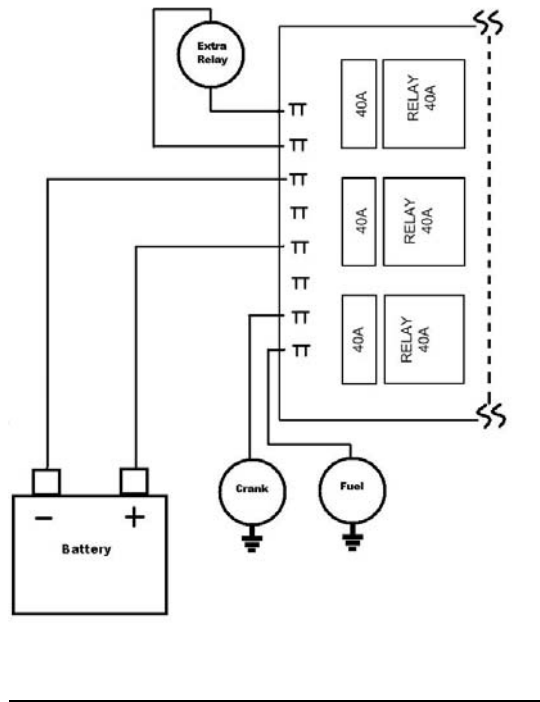 Extra
Relay
40A
RELAY
40A
40A
RELAY
40A
40A
RELAY
40A
Crank
Fuel
− +
Battery